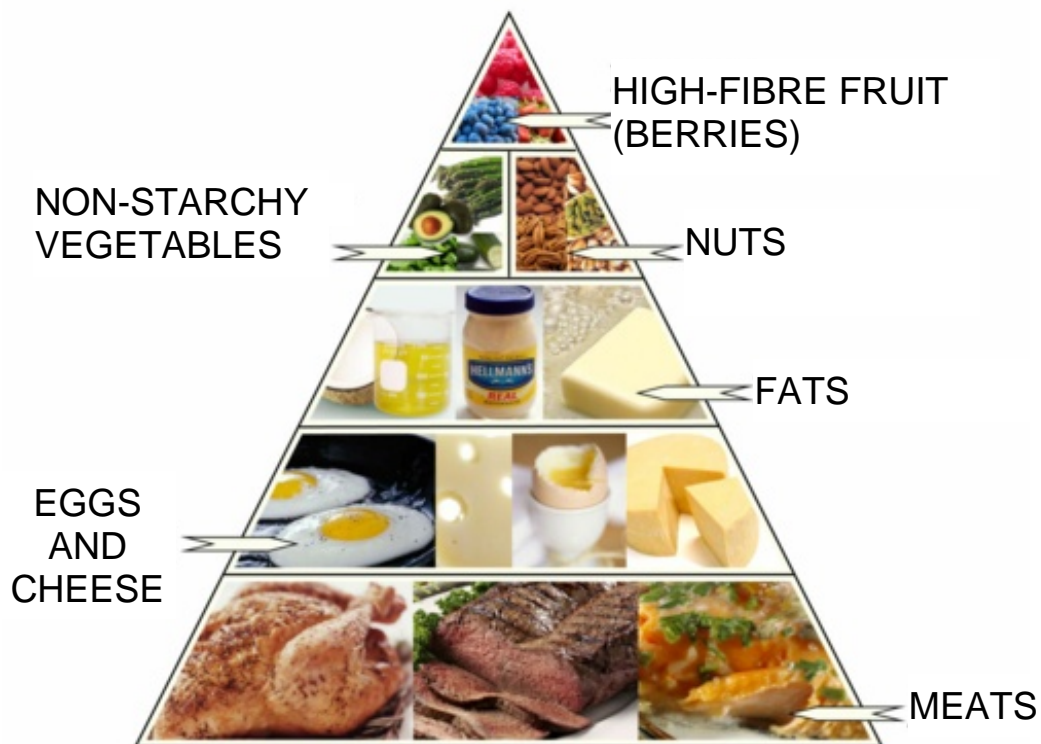 HIGH-FIBRE FRUIT
(BERRIES)
NON-STARCHY
VEGETABLES
NUTS
HELLMANN'S
REAL
FATS
EGGS
AND
CHEESE
MEATS